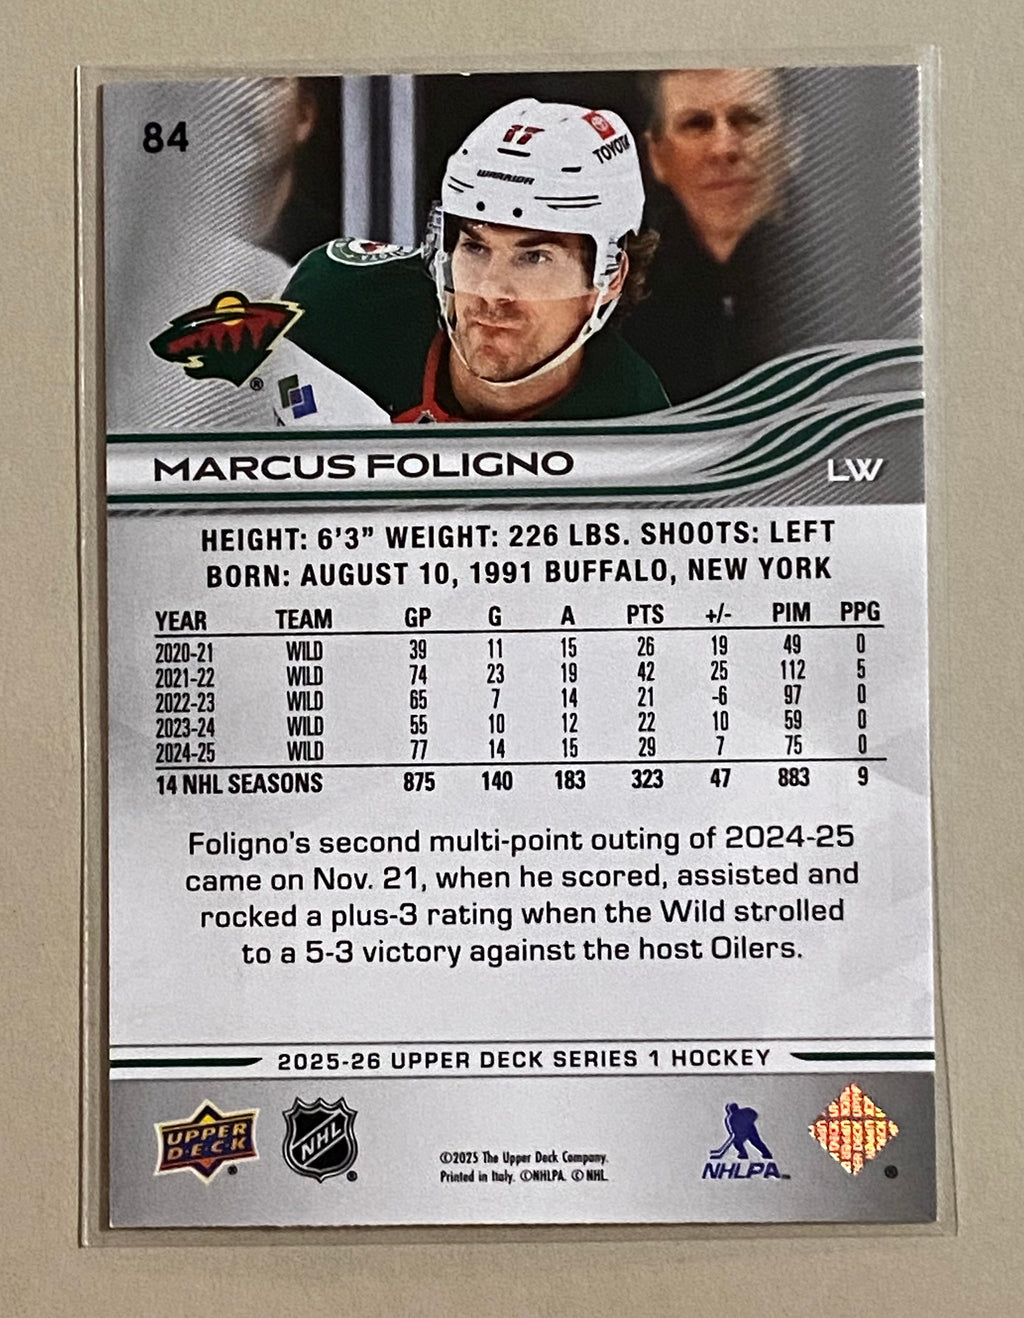 84
17
TOYOTA
WARRIOR
MARCUS FOLIGNO
LW
HEIGHT: 6'3" WEIGHT: 226 LBS. SHOOTS: LEFT
BORN: AUGUST 10, 1991 BUFFALO, NEW YORK
YEAR TEAM GP G A PTS +/- PIM PPG
2020-21 WILD 39 11 15 26 19 49 0
2021-22 WILD 74 23 19 42 25 112 5
2022-23 WILD 65 7 14 21 -6 97 0
2023-24 WILD 55 10 12 22 10 59 0
2024-25 WILD 77 14 15 29 7 75 0
14 NHL SEASONS 875 140 183 323 47 883 9
Foligno's second multi-point outing of 2024-25
came on Nov. 21, when he scored, assisted and
rocked a plus-3 rating when the Wild strolled
to a 5-3 victory against the host Oilers.
2025-26 UPPER DECK SERIES 1 HOCKEY
UPPER
DECK
®
NHL
®
©2025 The Upper Deck Company.
Printed in Italy. ©NHLPA. © NHL.
NHLPA™
UPPER DECK
®